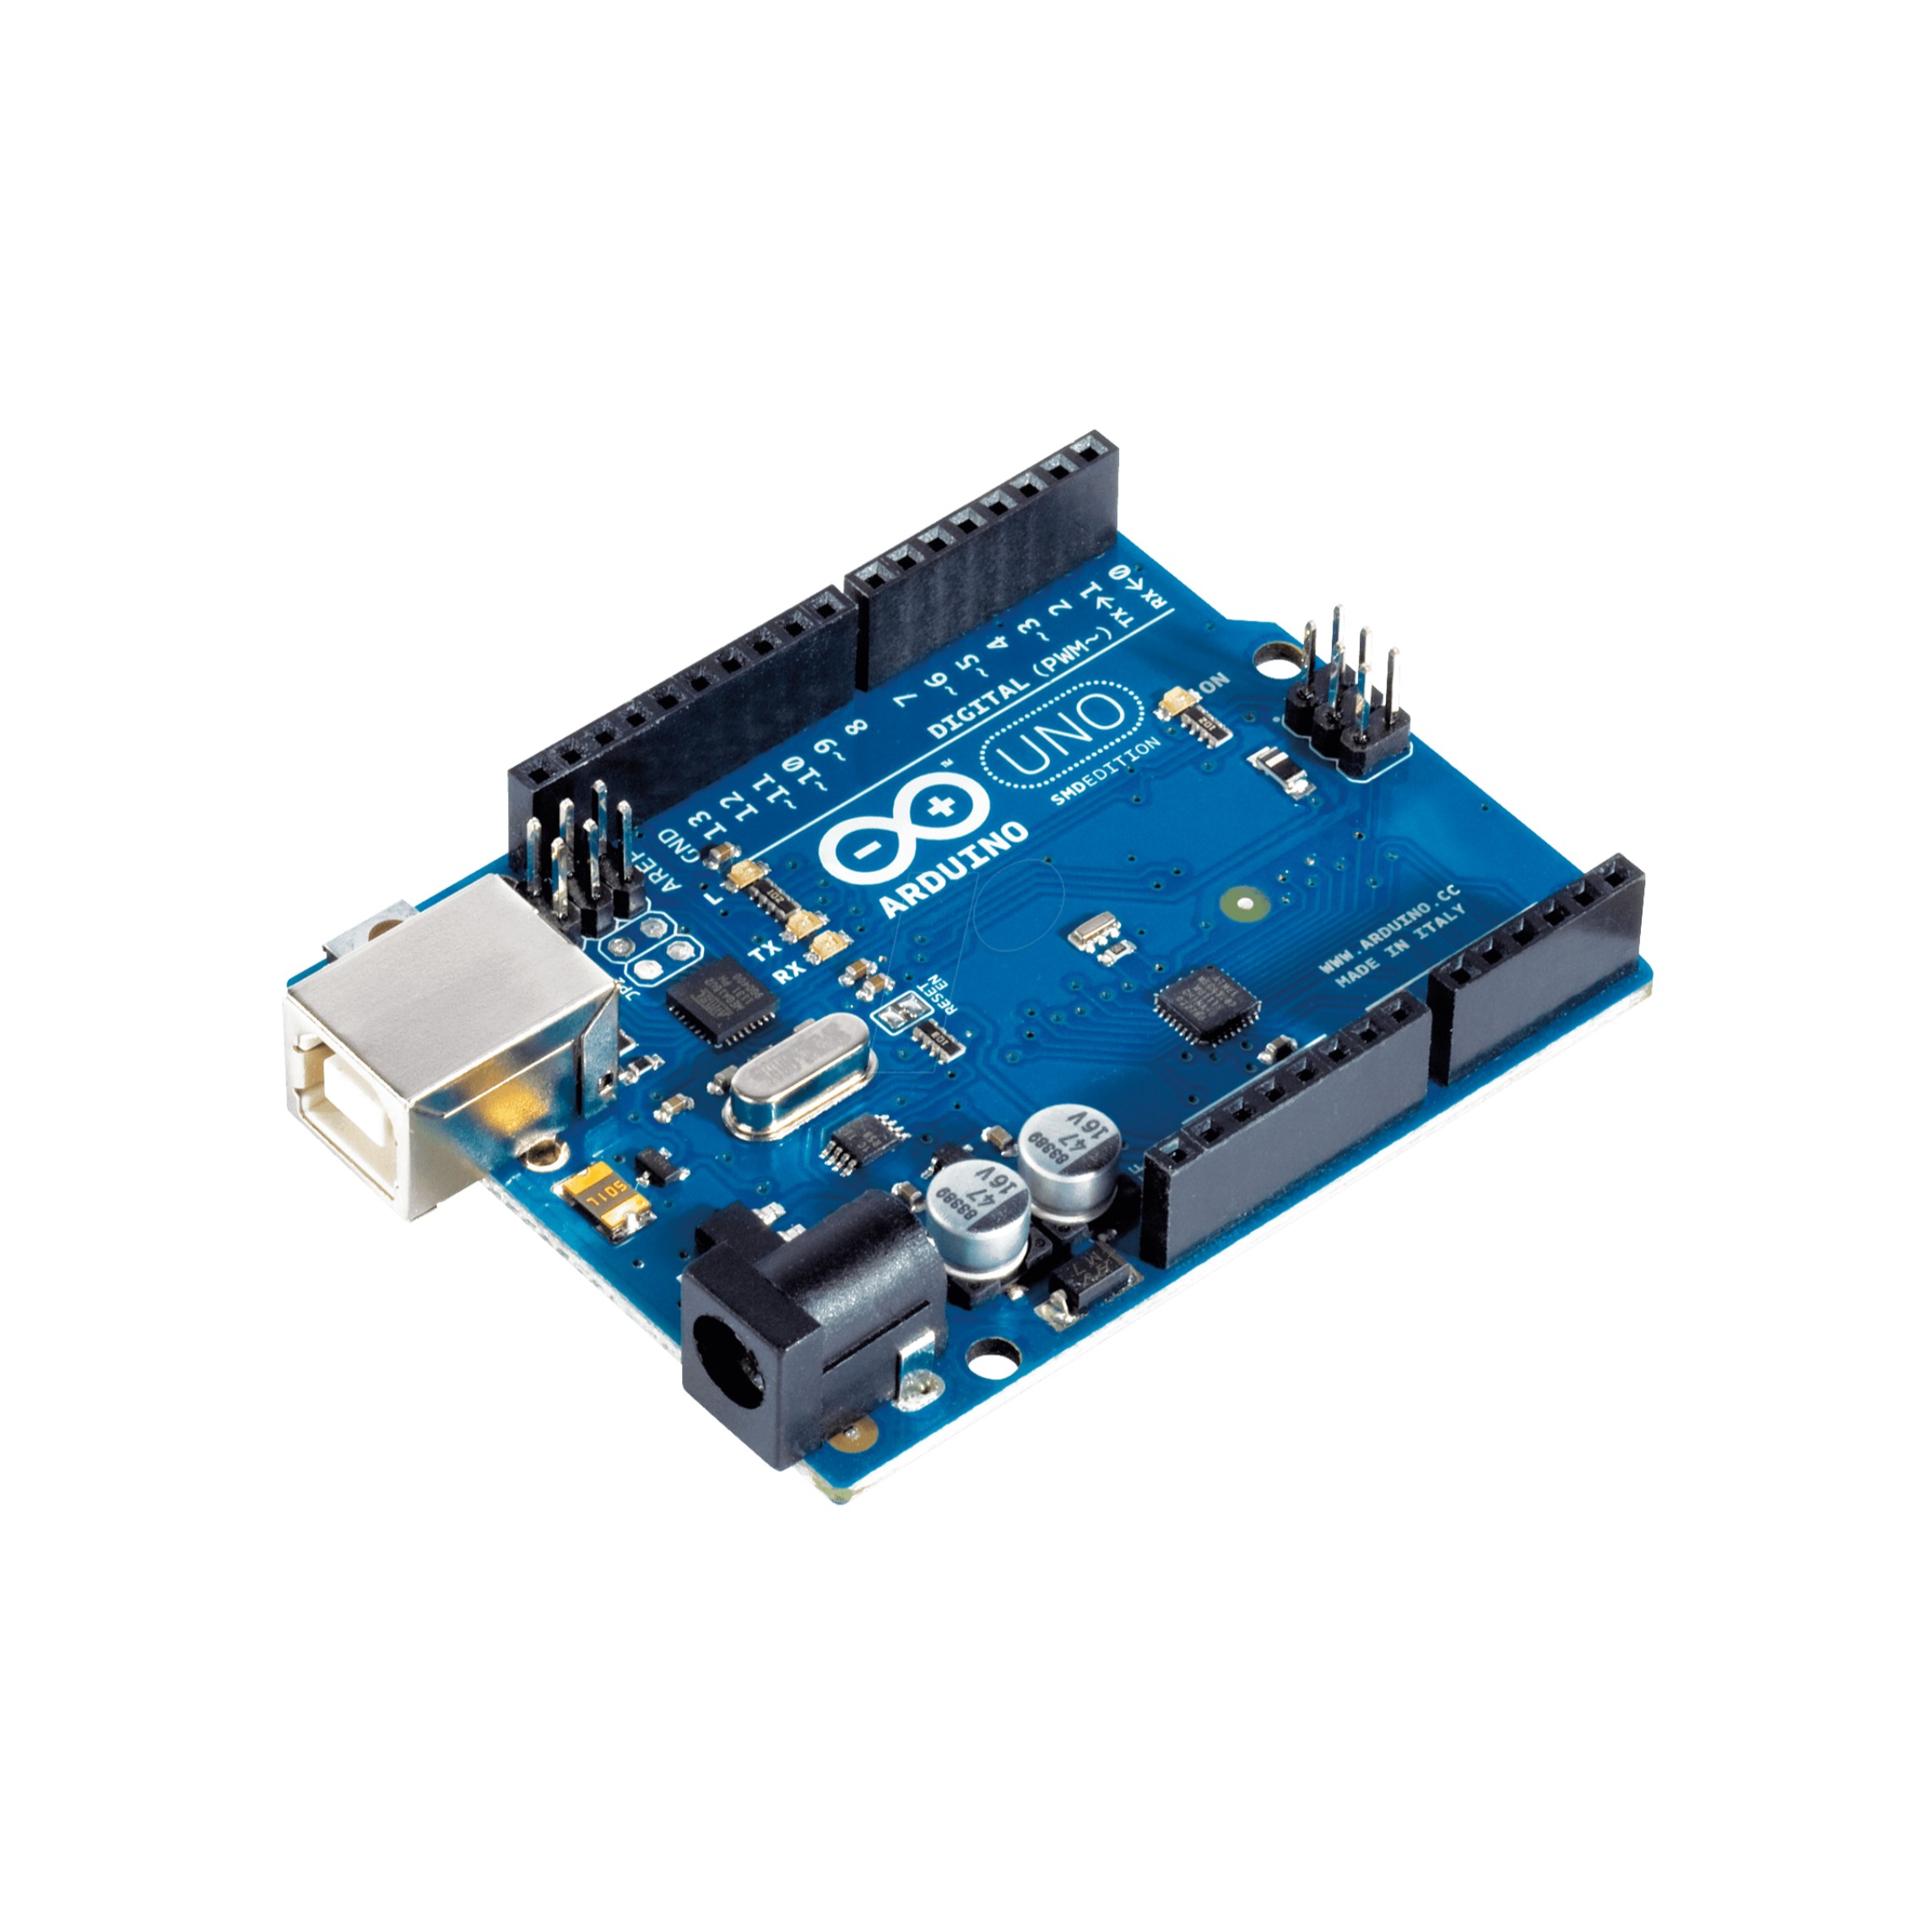 RX←0
TX→1
2
~3
4
~5
~6
7
8
~9
~10
~11
12
13
GND
AREF
DIGITAL (PWM~)
UNO
SMDEDITION
™
ARDUINO
ON
L
TX
RX
RESET
EN
WWW.ARDUINO.CC
MADE IN ITALY
47
16V
47
16V
M7